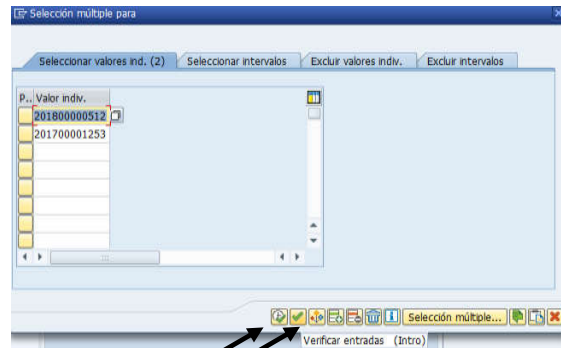 Selección múltiple para
Seleccionar valores ind. (2) Seleccionar intervalos Excluir valores indiv. Excluir intervalos
P.. Valor indiv.
201800000512
201700001253
Selección múltiple...
Verificar entradas (Intro)